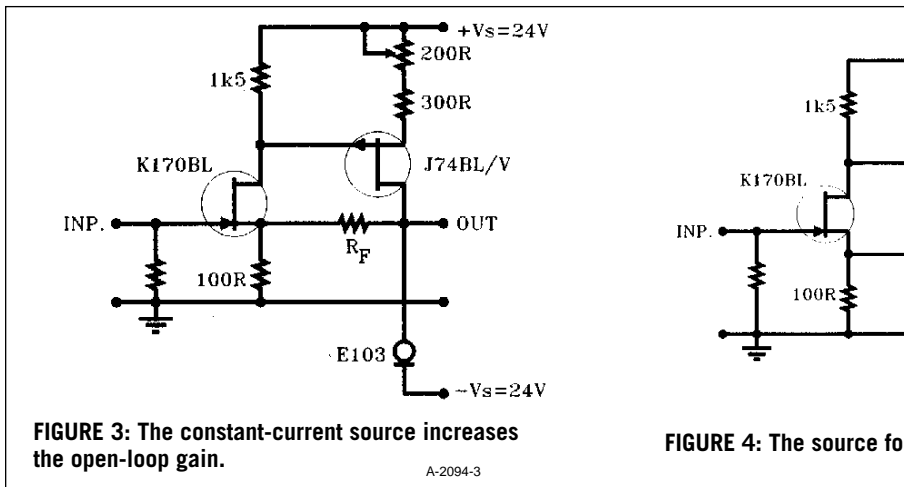 +Vs=24V
200R
1k5
300R
K170BL
J74BL/V
INP.
OUT
RF
100R
E103
-Vs=24V
FIGURE 3: The constant-current source increases
the open-loop gain.
A-2094-3
1k5
K170BL
INP.
100R
FIGURE 4: The source fo